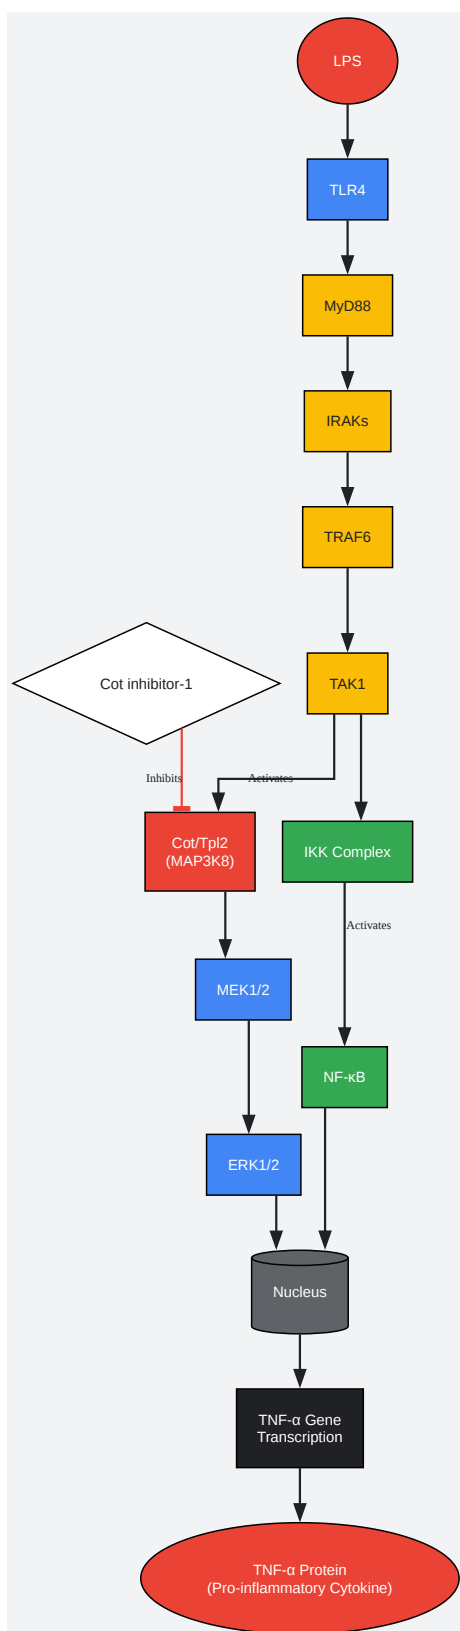 LPS
TLR4
MyD88
IRAKs
TRAF6
Cot inhibitor-1
TAK1
Inhibits
Activates
Cot/Tpl2
(MAP3K8)
IKK Complex
Activates
MEK1/2
NF-κB
ERK1/2
Nucleus
TNF-α Gene
Transcription
TNF-α Protein
(Pro-inflammatory Cytokine)